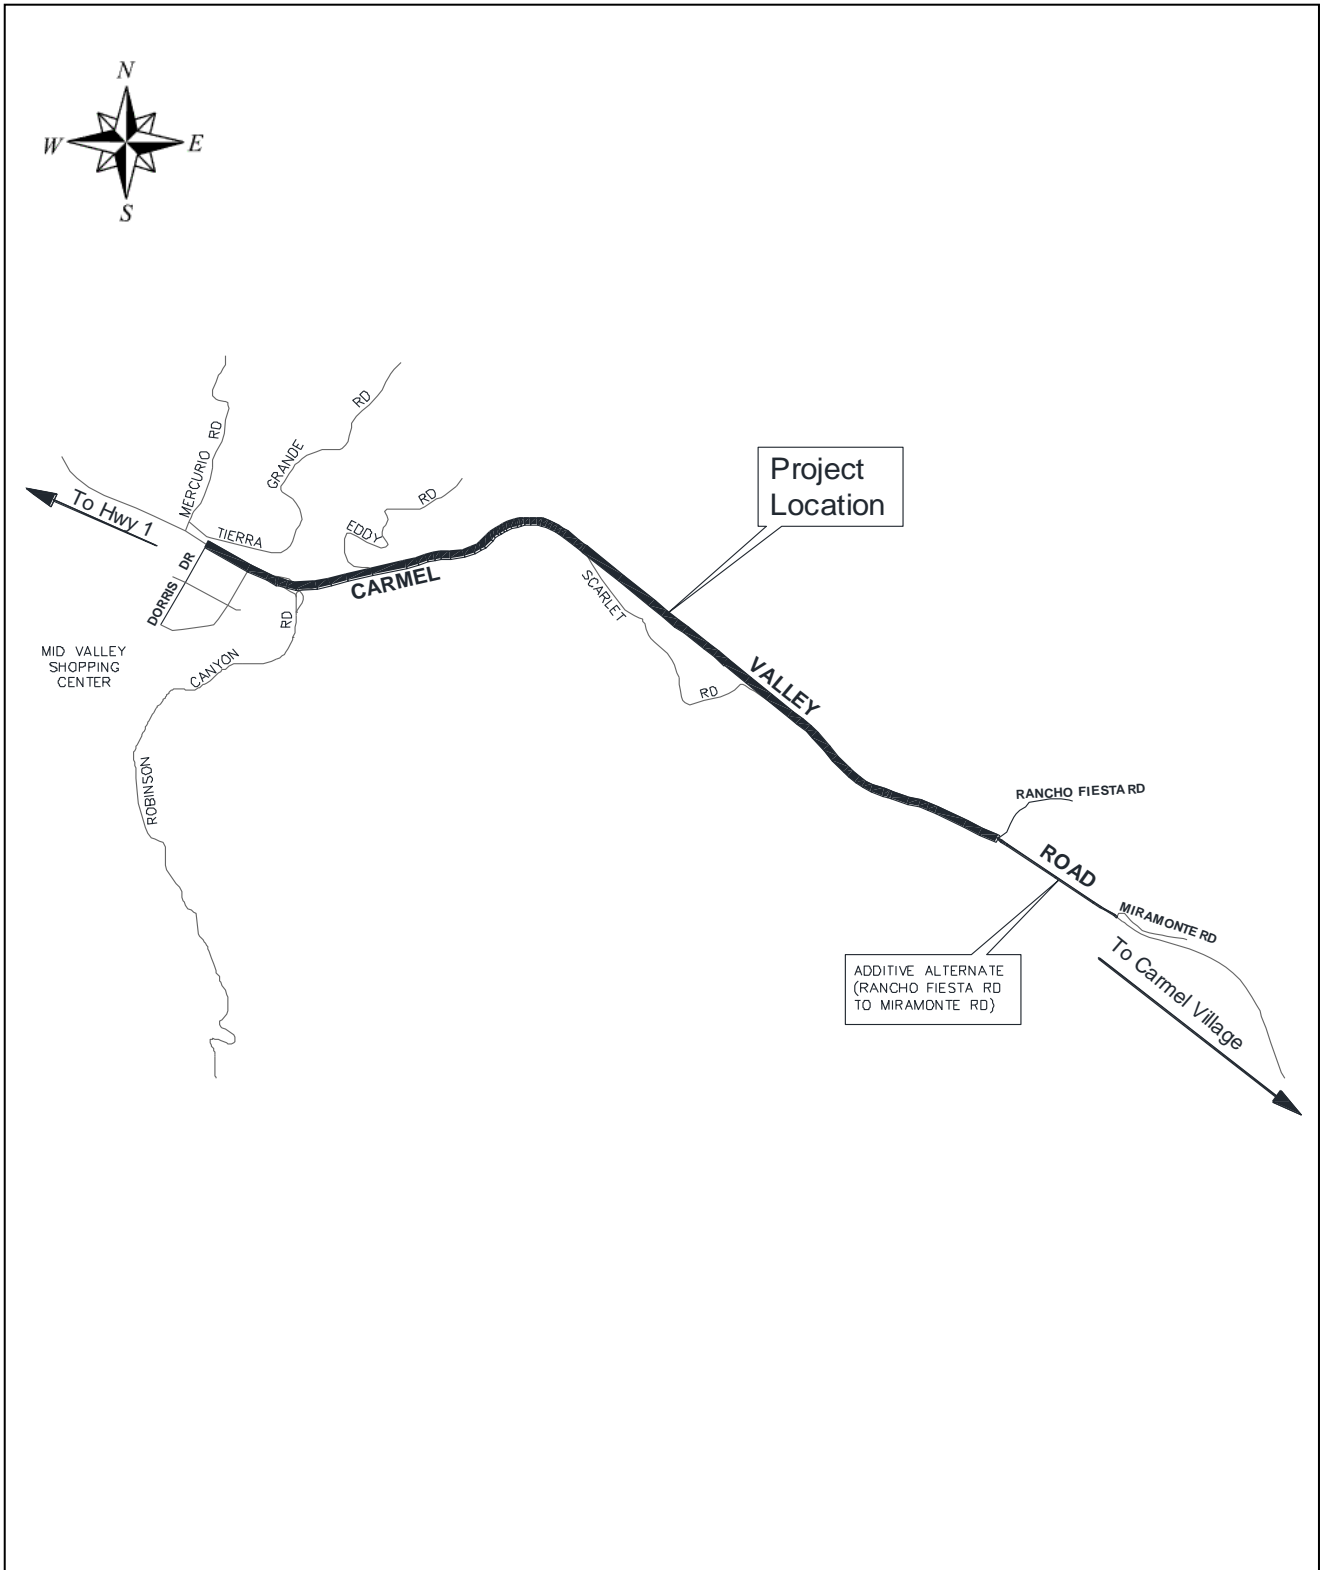 N
W
E
S
MERCURIO RD
GRANDE
RD
TIERRA
To Hwy 1
EDDY
RD
DORRIS DR
CARMEL
Project
Location
SCARLET
RD
MID VALLEY
SHOPPING
CENTER
CANYON
RD
ROBINSON
VALLEY
RANCHO FIESTA RD
ROAD
MIRAMONTE RD
ADDITIVE ALTERNATE
(RANCHO FIESTA RD
TO MIRAMONTE RD)
To Carmel Village